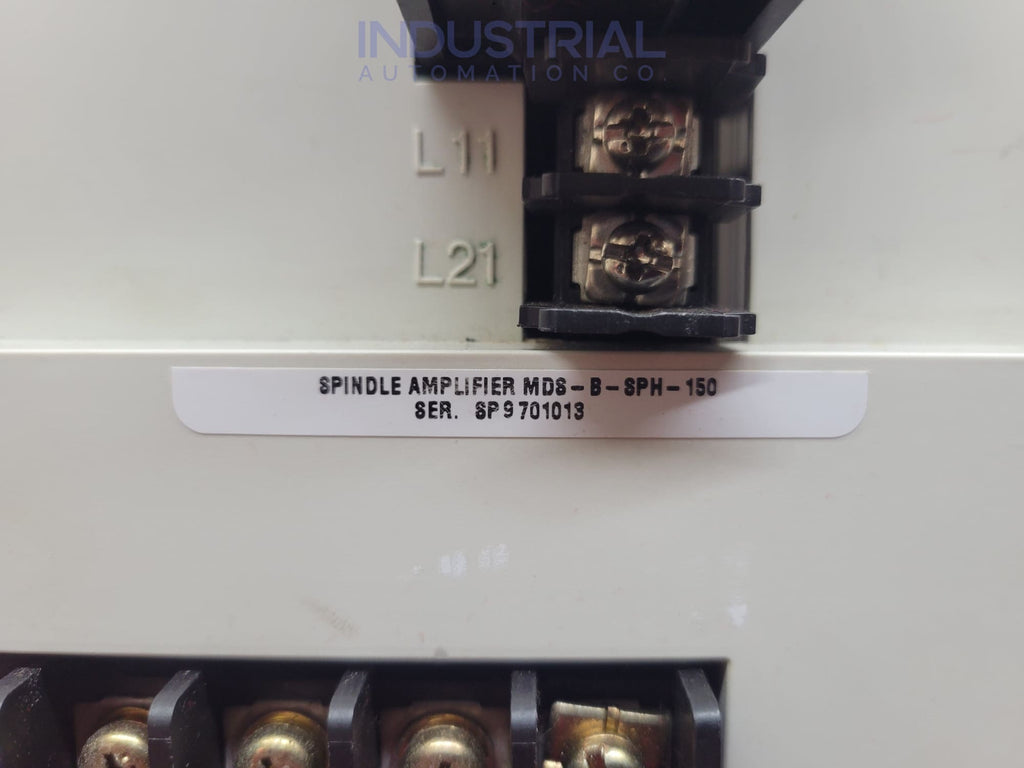 INDUSTRIAL
AUTOMATION CO.
L11
L21
SPINDLE AMPLIFIER MDS-B-SPH-150
SER. SP9701013